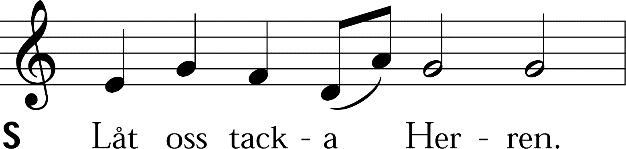 S Låt oss tack - a Her - ren.